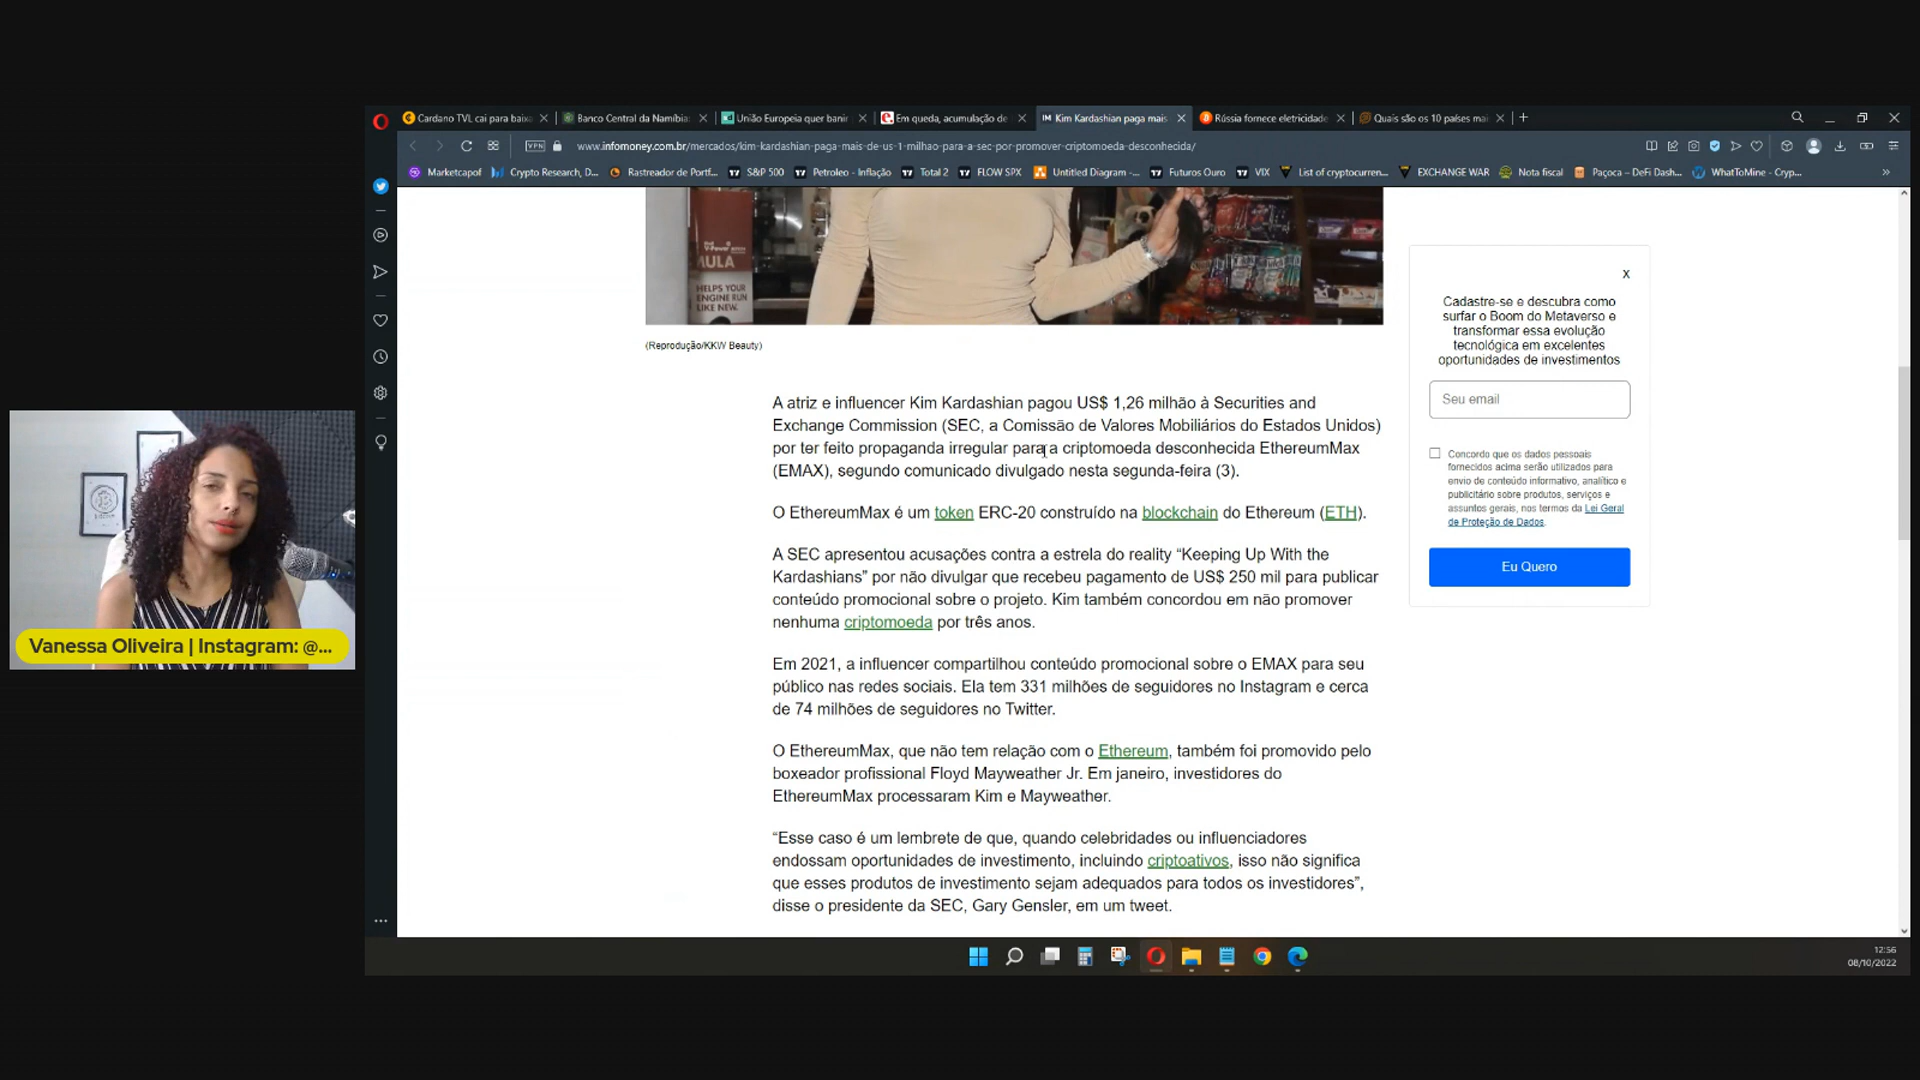 Cardano TVL cai para baixa
Banco Central da Namíbia:
União Europeia quer banir
Em queda, acumulação de
IM Kim Kardashian paga mais
Rússia fornece eletricidade
Quais são os 10 países mai
VPN www.infomoney.com.br/mercados/kim-kardashian-paga-mais-de-us-1-milhao-para-a-sec-por-promover-criptomoeda-desconhecida/
Marketcapof
Crypto Research, D...
Rastreador de Portf...
S&P 500
Petroleo - Inflação
Total 2
FLOW SPX
Untitled Diagram -...
Futuros Ouro
VIX
List of cryptocurren...
EXCHANGE WAR
Nota fiscal
Paçoca – DeFi Dash...
WhatToMine - Cryp...
AULA
HELPS YOUR
ENGINE RUN
LIKE NEW.
(Reprodução/KKW Beauty)
A atriz e influencer Kim Kardashian pagou US$ 1,26 milhão à Securities and
Exchange Commission (SEC, a Comissão de Valores Mobiliários do Estados Unidos)
por ter feito propaganda irregular para a criptomoeda desconhecida EthereumMax
(EMAX), segundo comunicado divulgado nesta segunda-feira (3).
O EthereumMax é um token ERC-20 construído na blockchain do Ethereum (ETH).
A SEC apresentou acusações contra a estrela do reality “Keeping Up With the
Kardashians” por não divulgar que recebeu pagamento de US$ 250 mil para publicar
conteúdo promocional sobre o projeto. Kim também concordou em não promover
nenhuma criptomoeda por três anos.
Em 2021, a influencer compartilhou conteúdo promocional sobre o EMAX para seu
público nas redes sociais. Ela tem 331 milhões de seguidores no Instagram e cerca
de 74 milhões de seguidores no Twitter.
O EthereumMax, que não tem relação com o Ethereum, também foi promovido pelo
boxeador profissional Floyd Mayweather Jr. Em janeiro, investidores do
EthereumMax processaram Kim e Mayweather.
“Esse caso é um lembrete de que, quando celebridades ou influenciadores
endossam oportunidades de investimento, incluindo criptoativos, isso não significa
que esses produtos de investimento sejam adequados para todos os investidores”,
disse o presidente da SEC, Gary Gensler, em um tweet.
X
Cadastre-se e descubra como
surfar o Boom do Metaverso e
transformar essa evolução
tecnológica em excelentes
oportunidades de investimentos
Seu email
Concordo que os dados pessoais
fornecidos acima serão utilizados para
envio de conteúdo informativo, analítico e
publicitário sobre produtos, serviços e
assuntos gerais, nos termos da Lei Geral
de Proteção de Dados.
Eu Quero
Vanessa Oliveira | Instagram: @...
12:56
08/10/2022